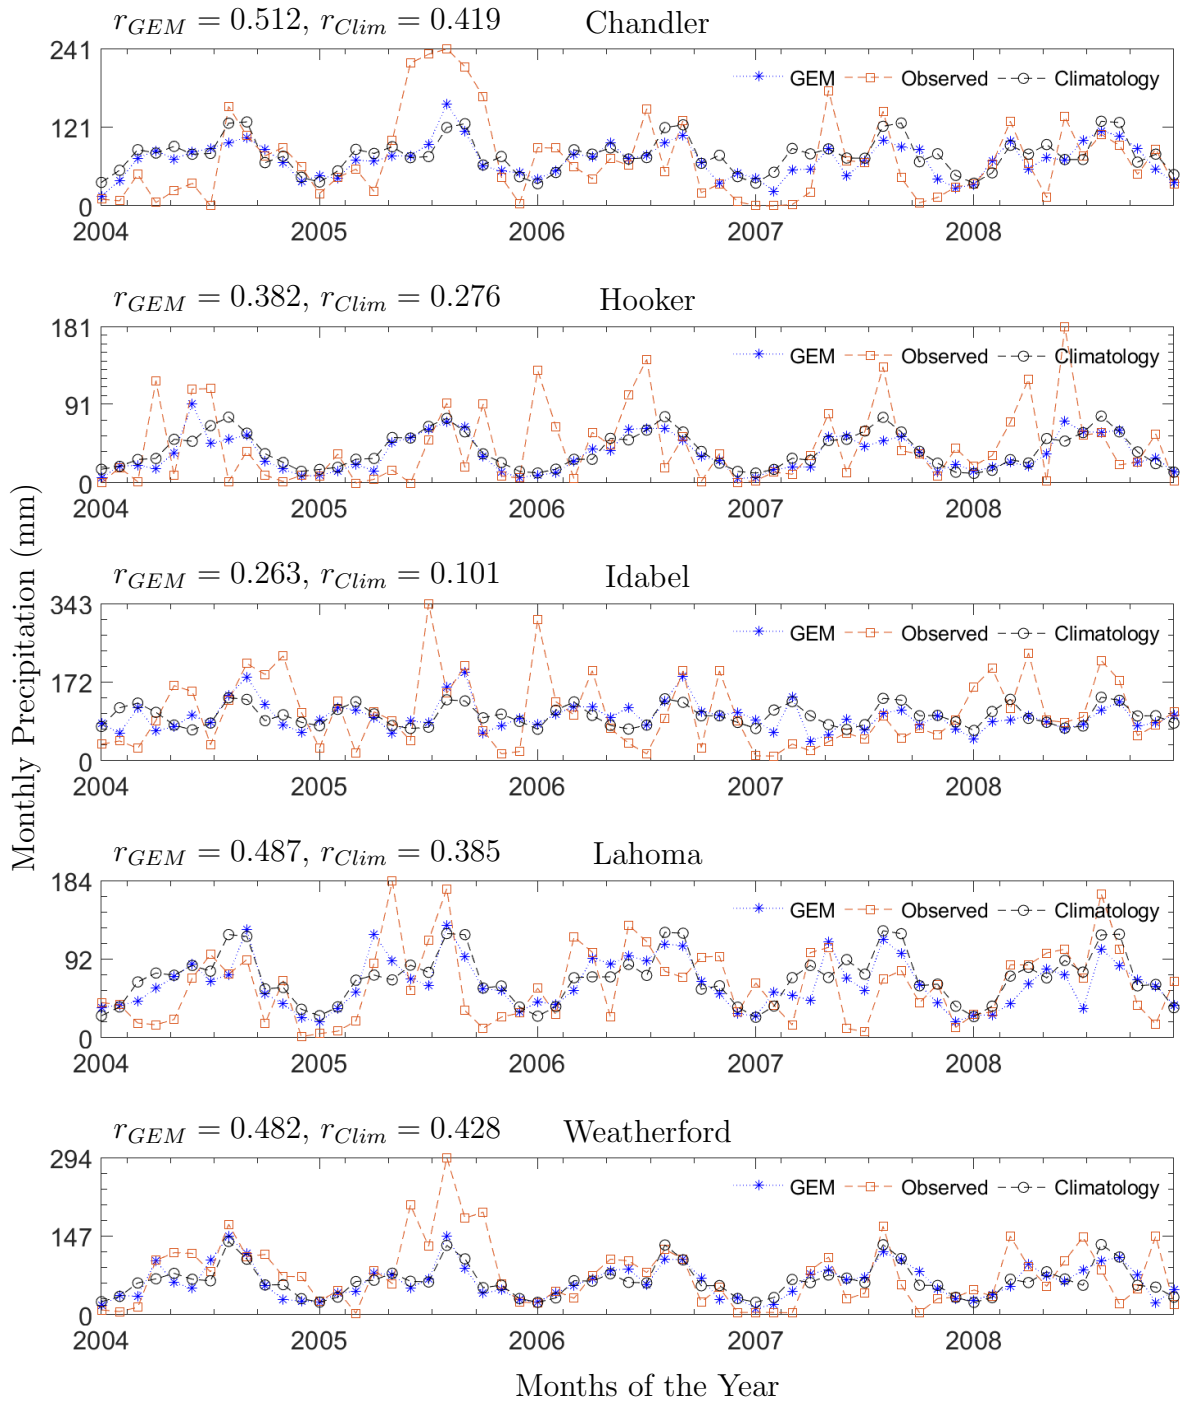 r_GEM = 0.512, r_Clim = 0.419 Chandler
241
GEM Observed Climatology
121
0
2004 2005 2006 2007 2008
r_GEM = 0.382, r_Clim = 0.276 Hooker
181
GEM Observed Climatology
91
0
2004 2005 2006 2007 2008
Monthly Precipitation (mm)
r_GEM = 0.263, r_Clim = 0.101 Idabel
343
GEM Observed Climatology
172
0
2004 2005 2006 2007 2008
r_GEM = 0.487, r_Clim = 0.385 Lahoma
184
GEM Observed Climatology
92
0
2004 2005 2006 2007 2008
r_GEM = 0.482, r_Clim = 0.428 Weatherford
294
GEM Observed Climatology
147
0
2004 2005 2006 2007 2008
Months of the Year